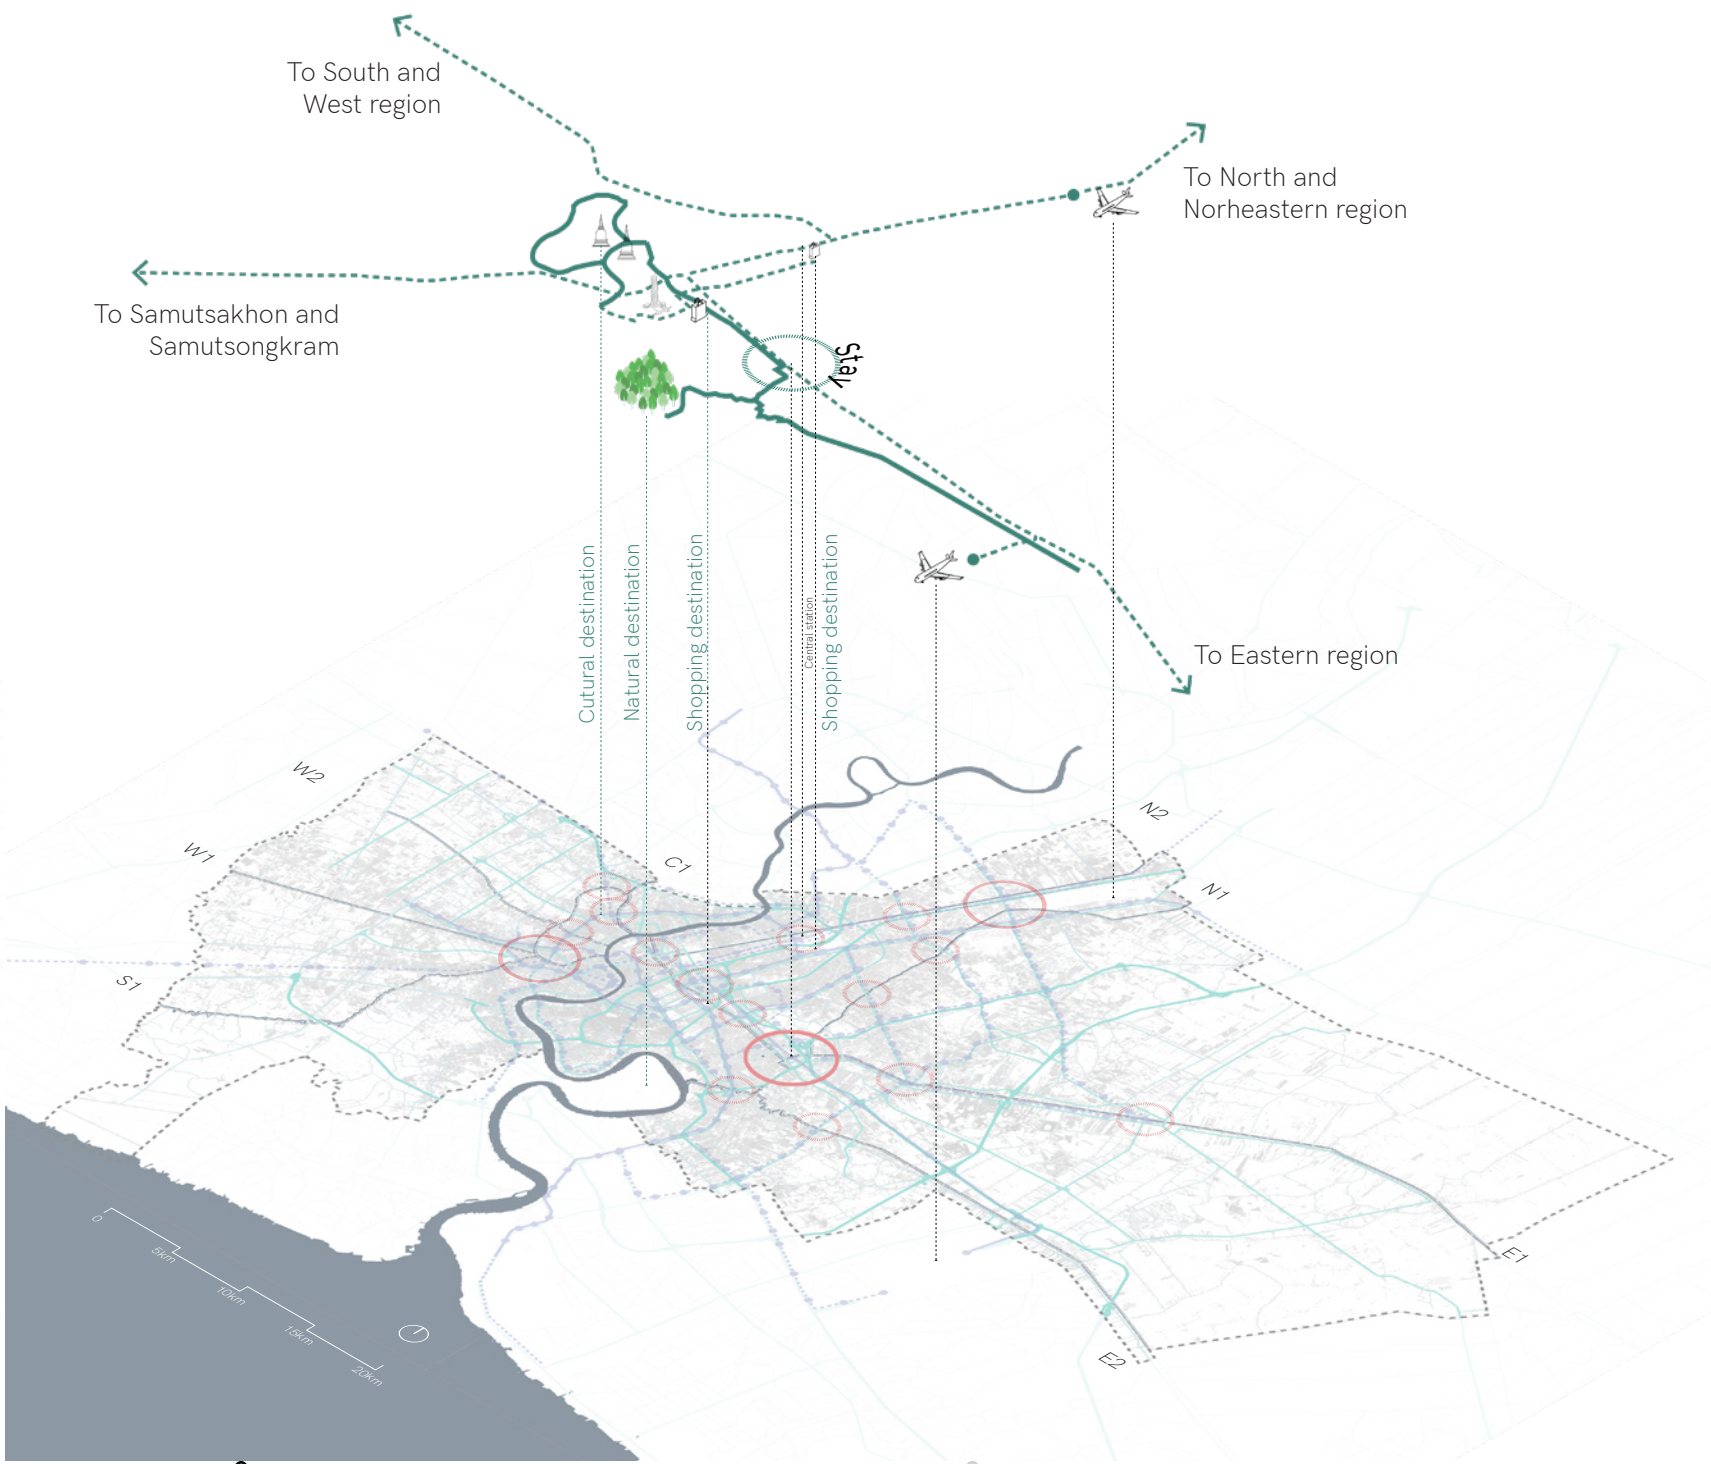 To South and
West region
To North and
Norheastern region
To Samutsakhon and
Samutsongkram
Stay
Cutural destination
Natural destination
Shopping destination
Central station
Shopping destination
To Eastern region
W2
W1
S1
C1
N2
N1
E1
E2
0
5km
10km
15km
20km